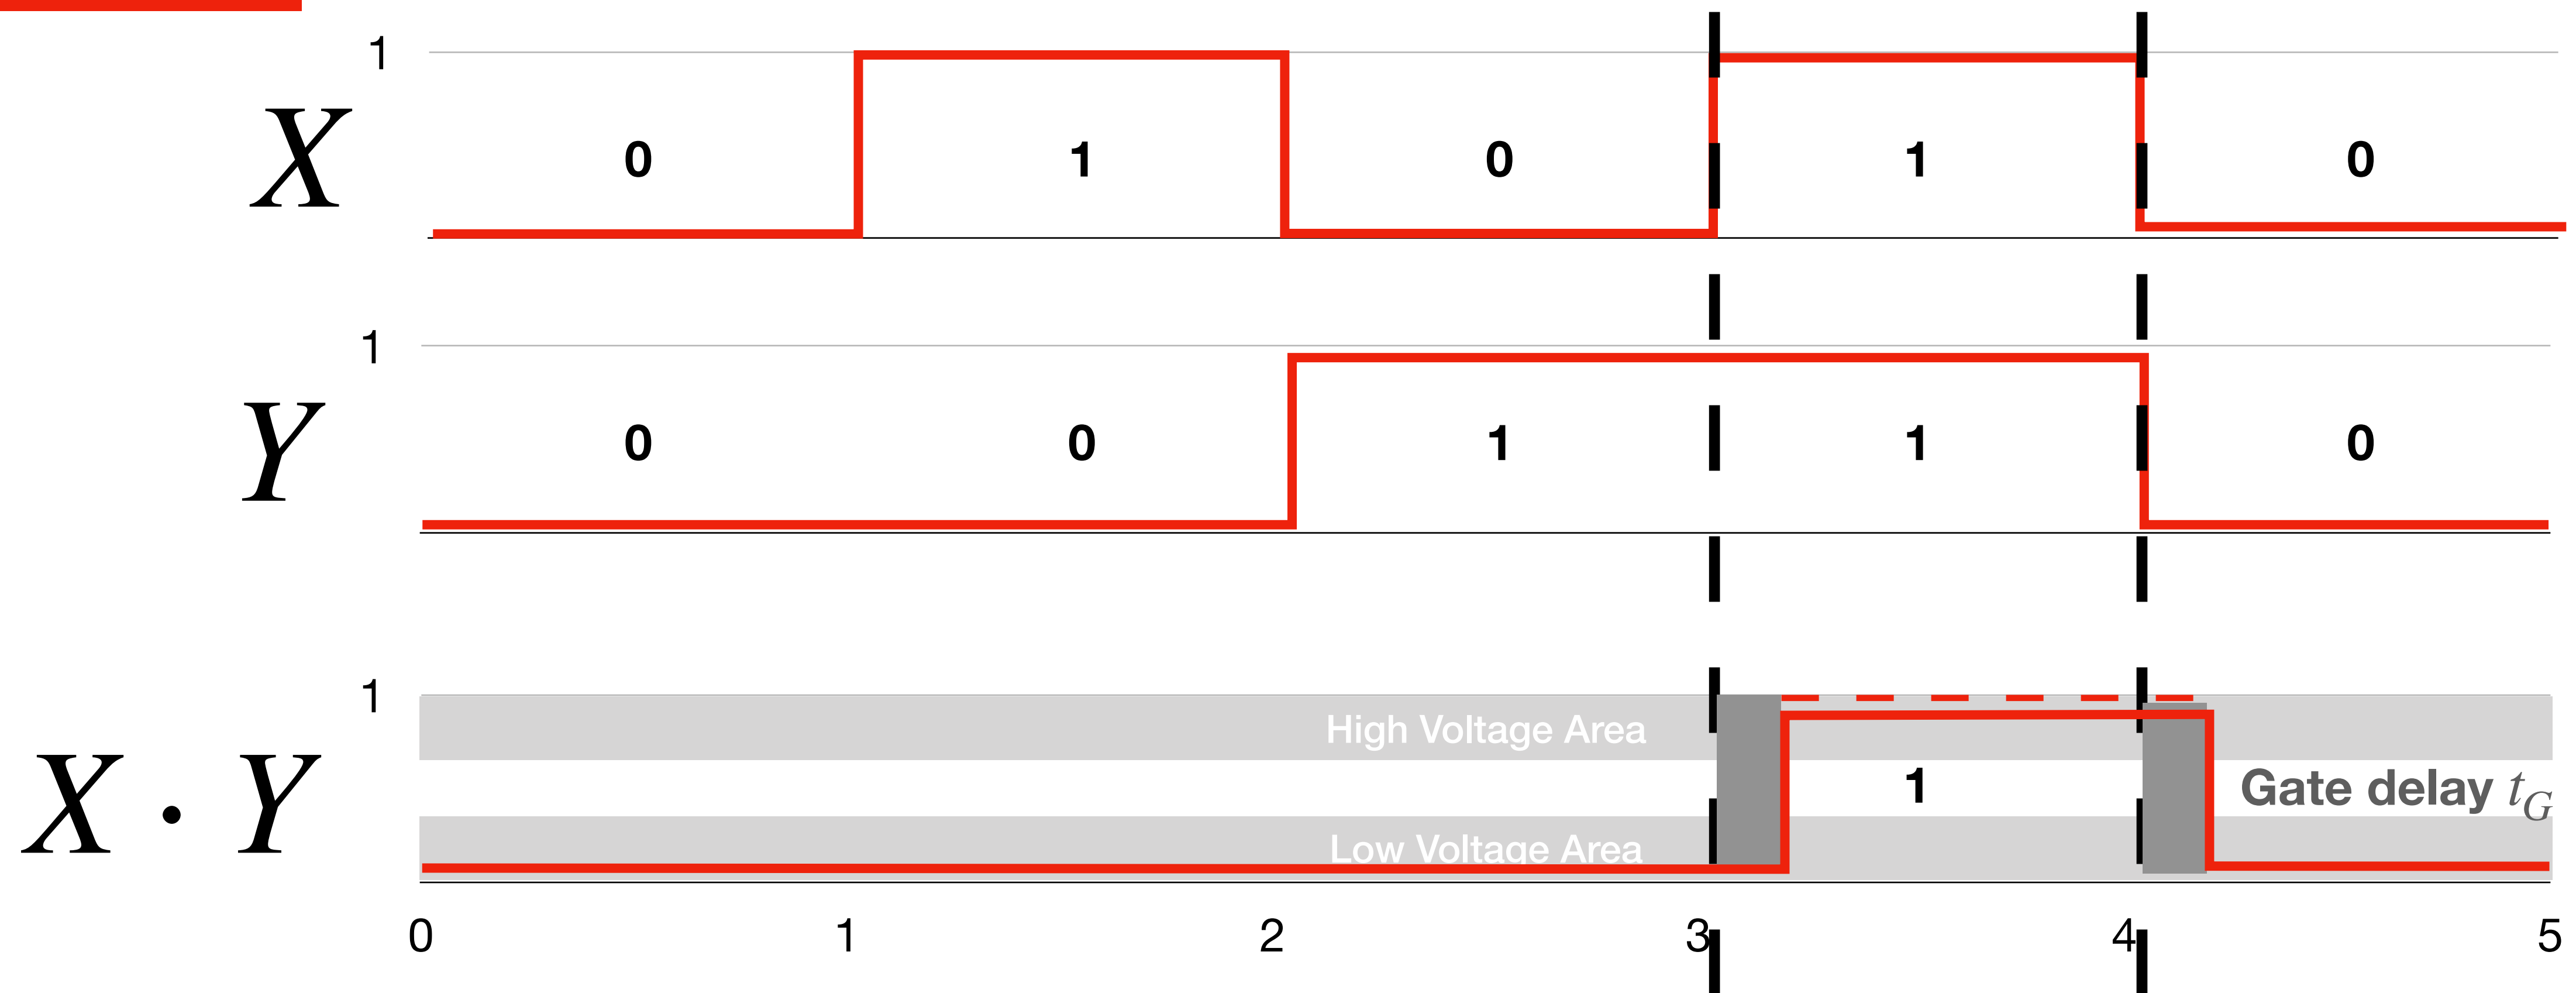 1
X 0 1 0 1 0
1
Y 0 0 1 1 0
1
High Voltage Area
X · Y 1 Gate delay t_G
Low Voltage Area
0 1 2 3 4 5